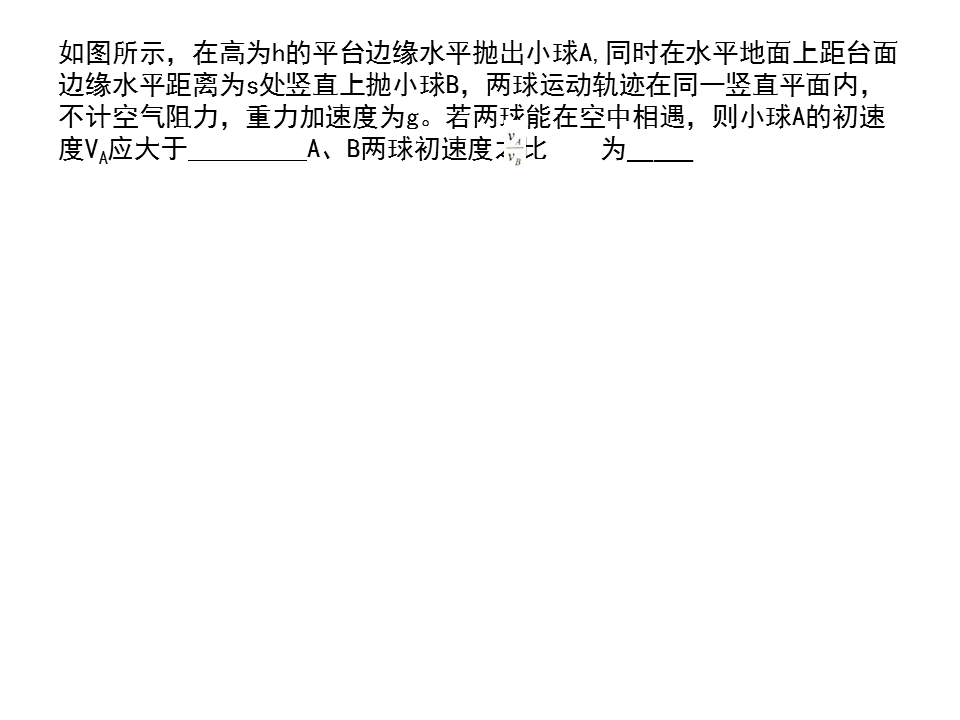 如图所示，在高为h的平台边缘水平抛出小球A,同时在水平地面上距台面
边缘水平距离为s处竖直上抛小球B，两球运动轨迹在同一竖直平面内，
不计空气阻力，重力加速度为g。若两球能在空中相遇，则小球A的初速
度VA应大于_________A、B两球初速度之比 vA/vB 为_____